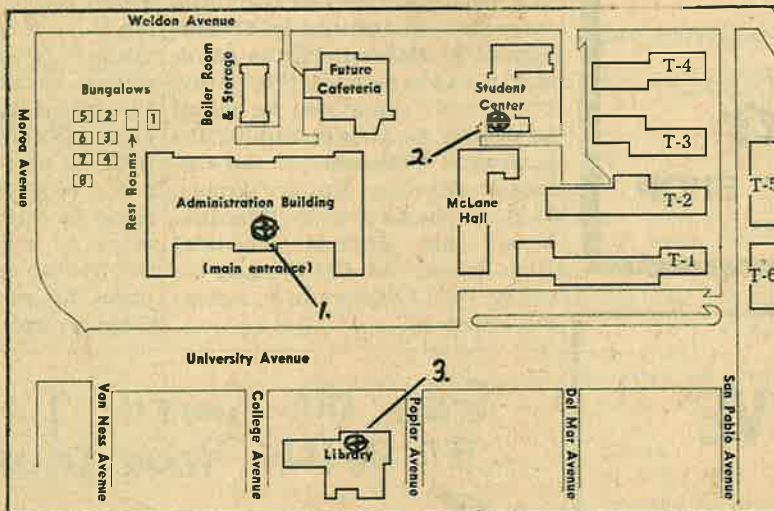 Weldon Avenue
Maroa Avenue
Bungalows
5 2 1
6 3
7 4
8
Rest Rooms
Boiler Room
& Storage
Future
Cafeteria
Student
Center
2.
T-4
T-3
T-5
Administration Building
McLane
Hall
T-2
(main entrance)
T-1
T-6
1.
University Avenue
3.
Van Ness Avenue
College Avenue
Library
Poplar Avenue
Del Mar Avenue
San Pablo Avenue